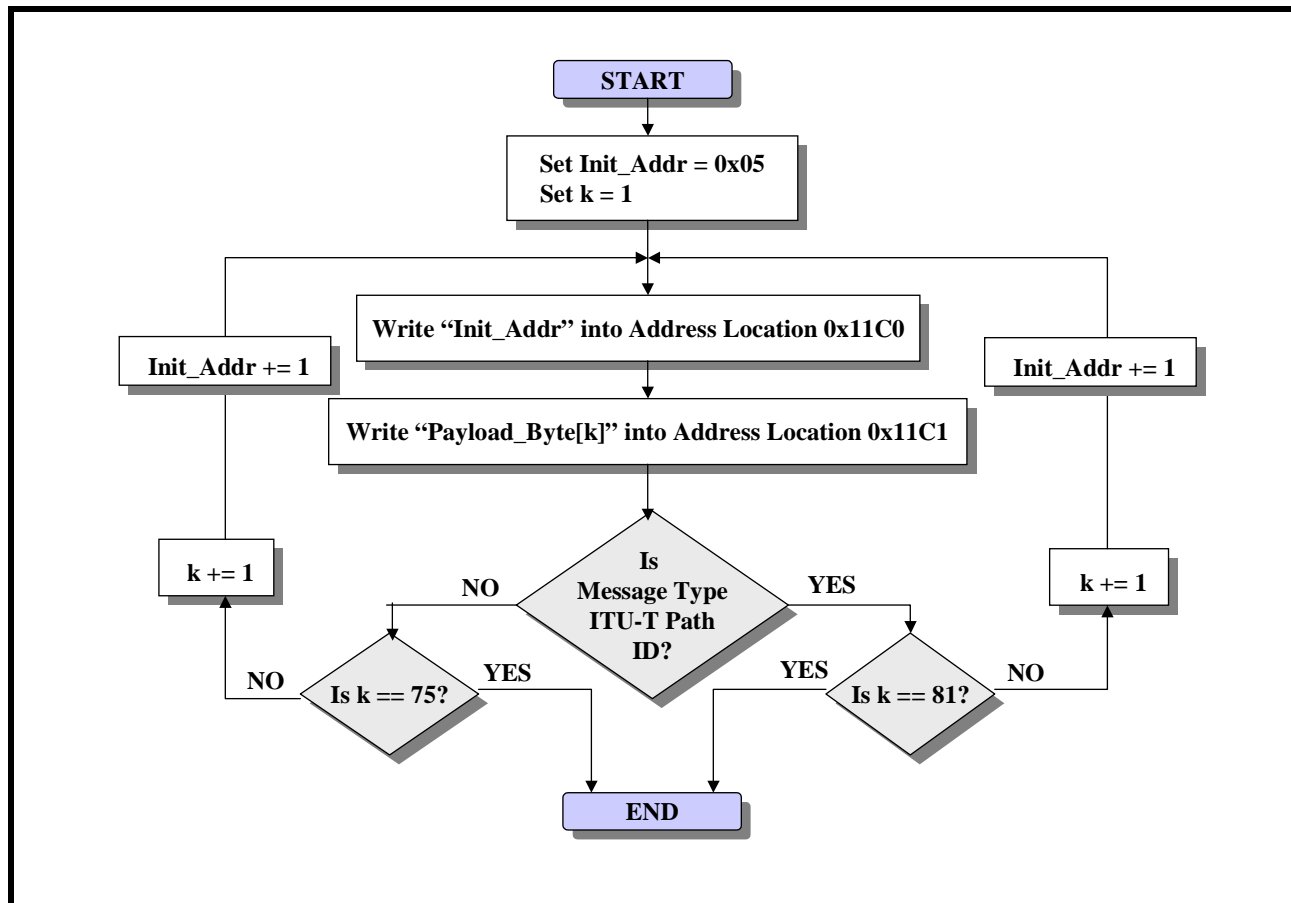 START
Set Init_Addr = 0x05
Set k = 1
Write “Init_Addr” into Address Location 0x11C0
Init_Addr += 1
Init_Addr += 1
Write “Payload_Byte[k]” into Address Location 0x11C1
k += 1
k += 1
Is
Message Type
ITU-T Path
ID?
NO
YES
NO
Is k == 75?
YES
YES
Is k == 81?
NO
END